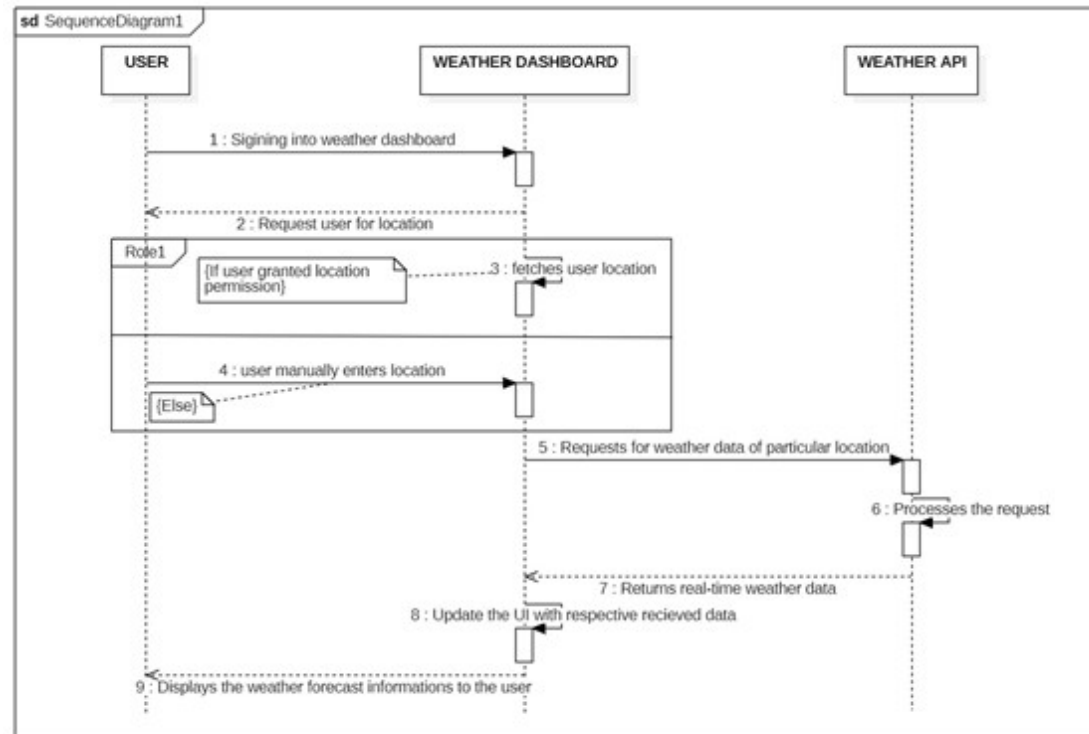 sd SequenceDiagram1
USER
WEATHER DASHBOARD
WEATHER API
1 : Sigining into weather dashboard
2 : Request user for location
Role1
{If user granted location
permission}
3 : fetches user location
4 : user manually enters location
{Else}
5 : Requests for weather data of particular location
6 : Processes the request
7 : Returns real-time weather data
8 : Update the UI with respective recieved data
9 : Displays the weather forecast informations to the user